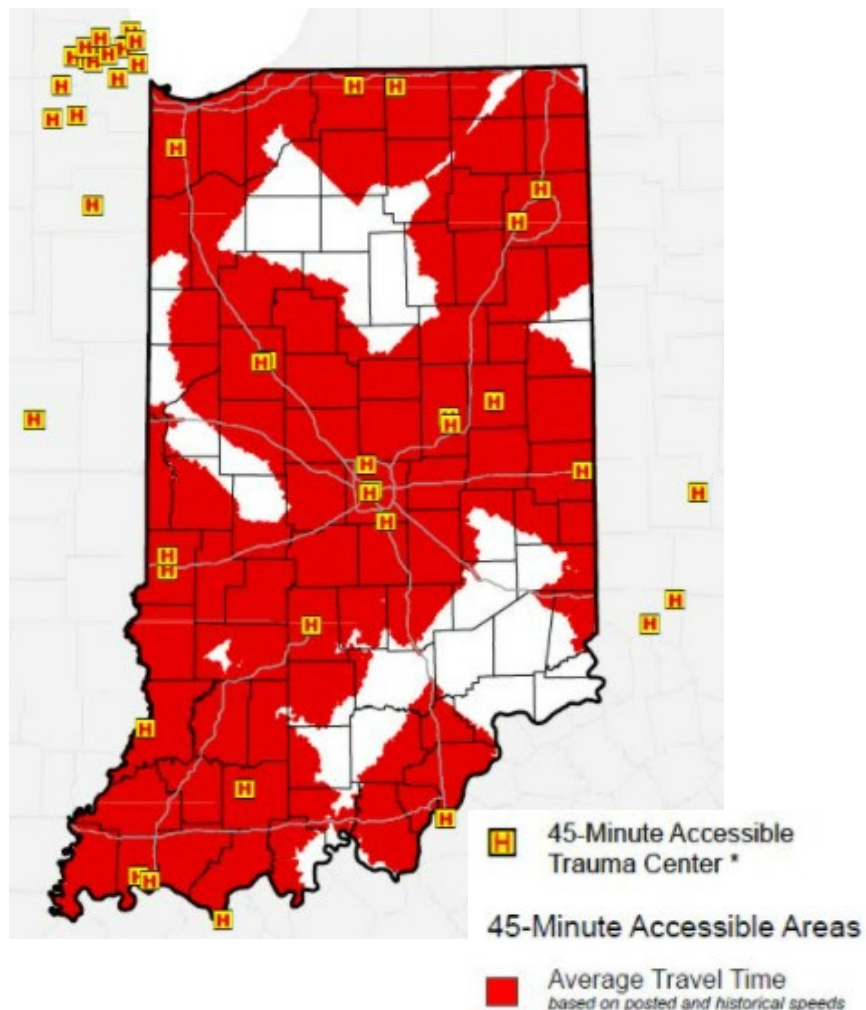 45-Minute Accessible
Trauma Center *
45-Minute Accessible Areas
Average Travel Time
based on posted and historical speeds